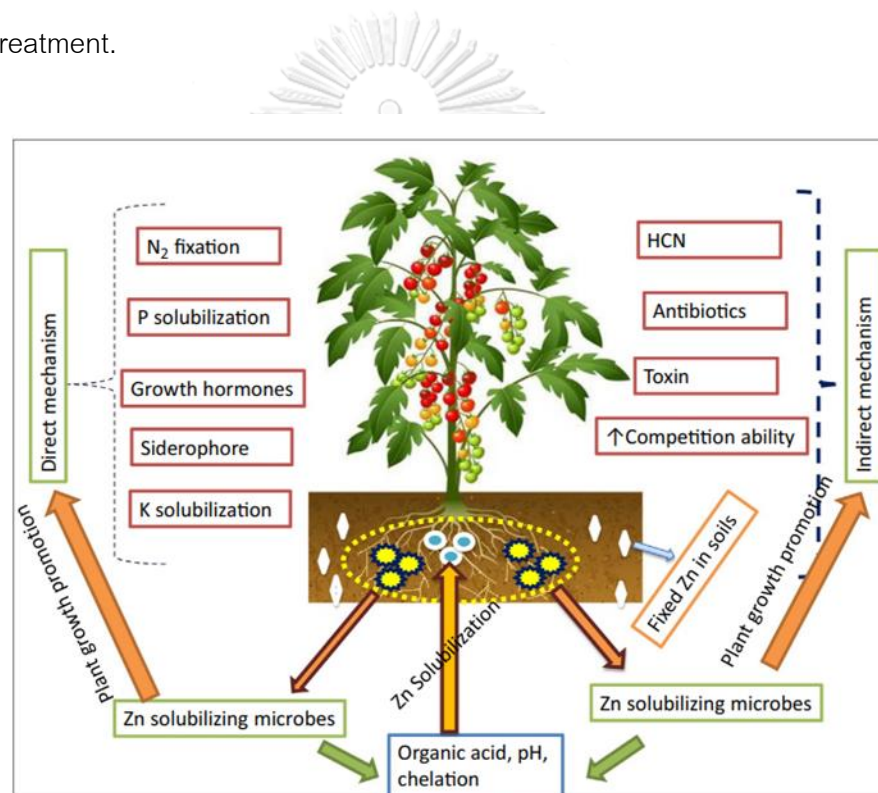 reatment.
Direct mechanism
N₂ fixation
P solubilization
Growth hormones
Siderophore
K solubilization
HCN
Antibiotics
Toxin
↑Competition ability
Indirect mechanism
Plant growth promotion
Zn Solubilization
Fixed Zn in soils
Plant growth promotion
Zn solubilizing microbes
Organic acid, pH,
chelation
Zn solubilizing microbes